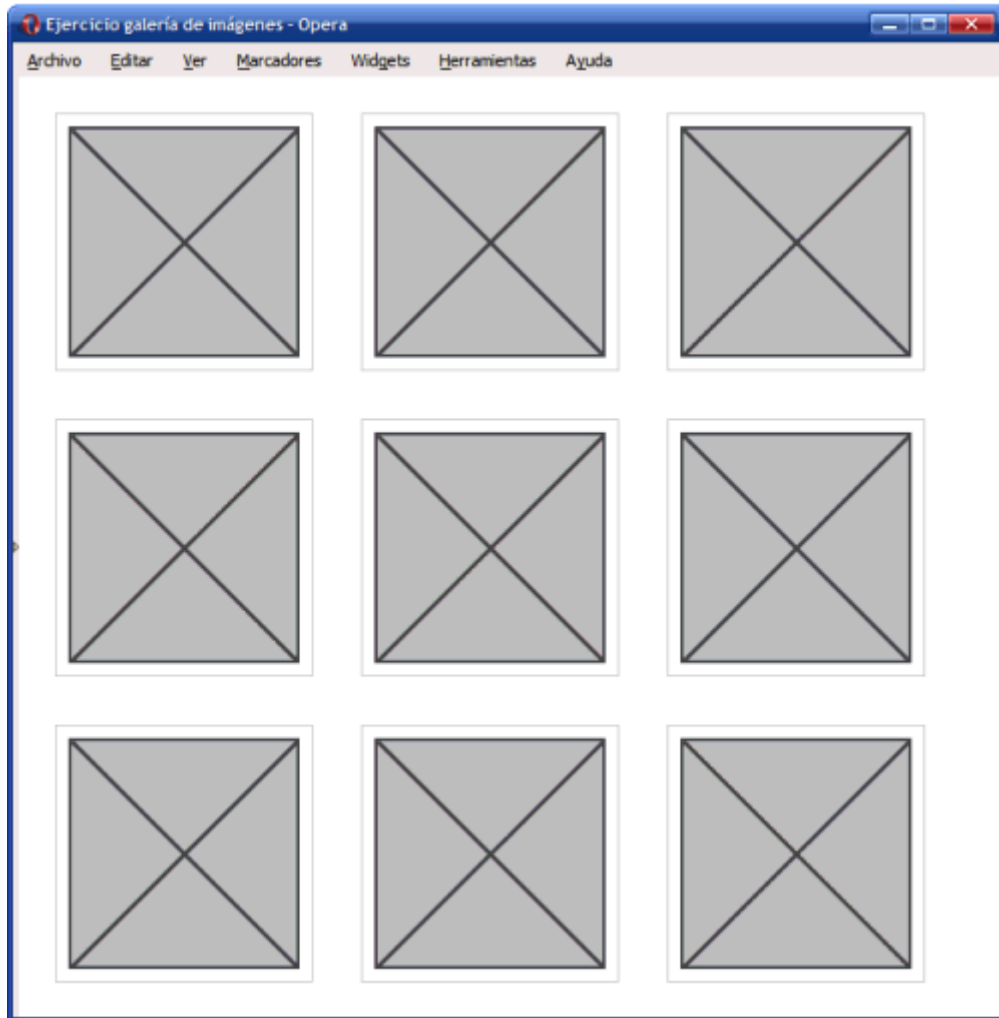 Ejercicio galería de imágenes - Opera
Archivo Editar Ver Marcadores Widgets Herramientas Ayuda